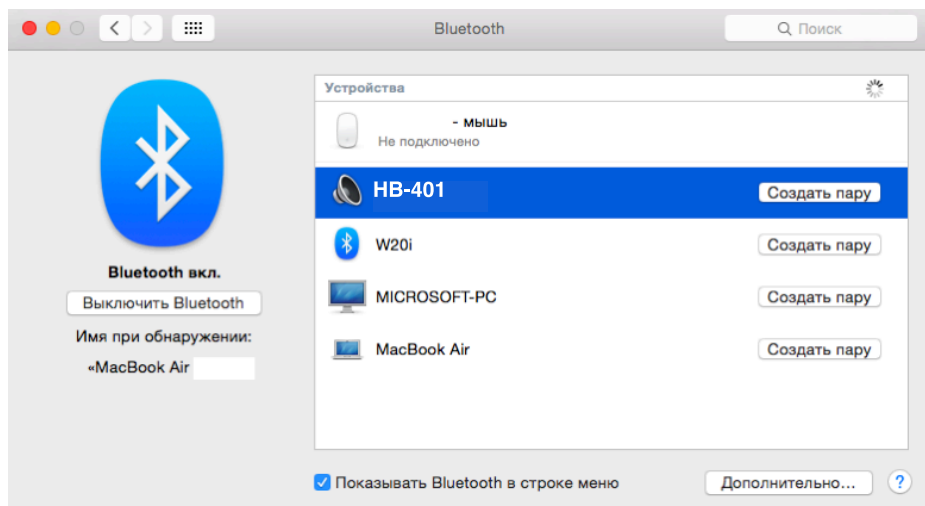 Bluetooth
Поиск
Bluetooth вкл.
Выключить Bluetooth
Имя при обнаружении:
«MacBook Air
Устройства
- мышь
Не подключено
HB-401
Создать пару
W20i
Создать пару
MICROSOFT-PC
Создать пару
MacBook Air
Создать пару
Показывать Bluetooth в строке меню
Дополнительно...
?